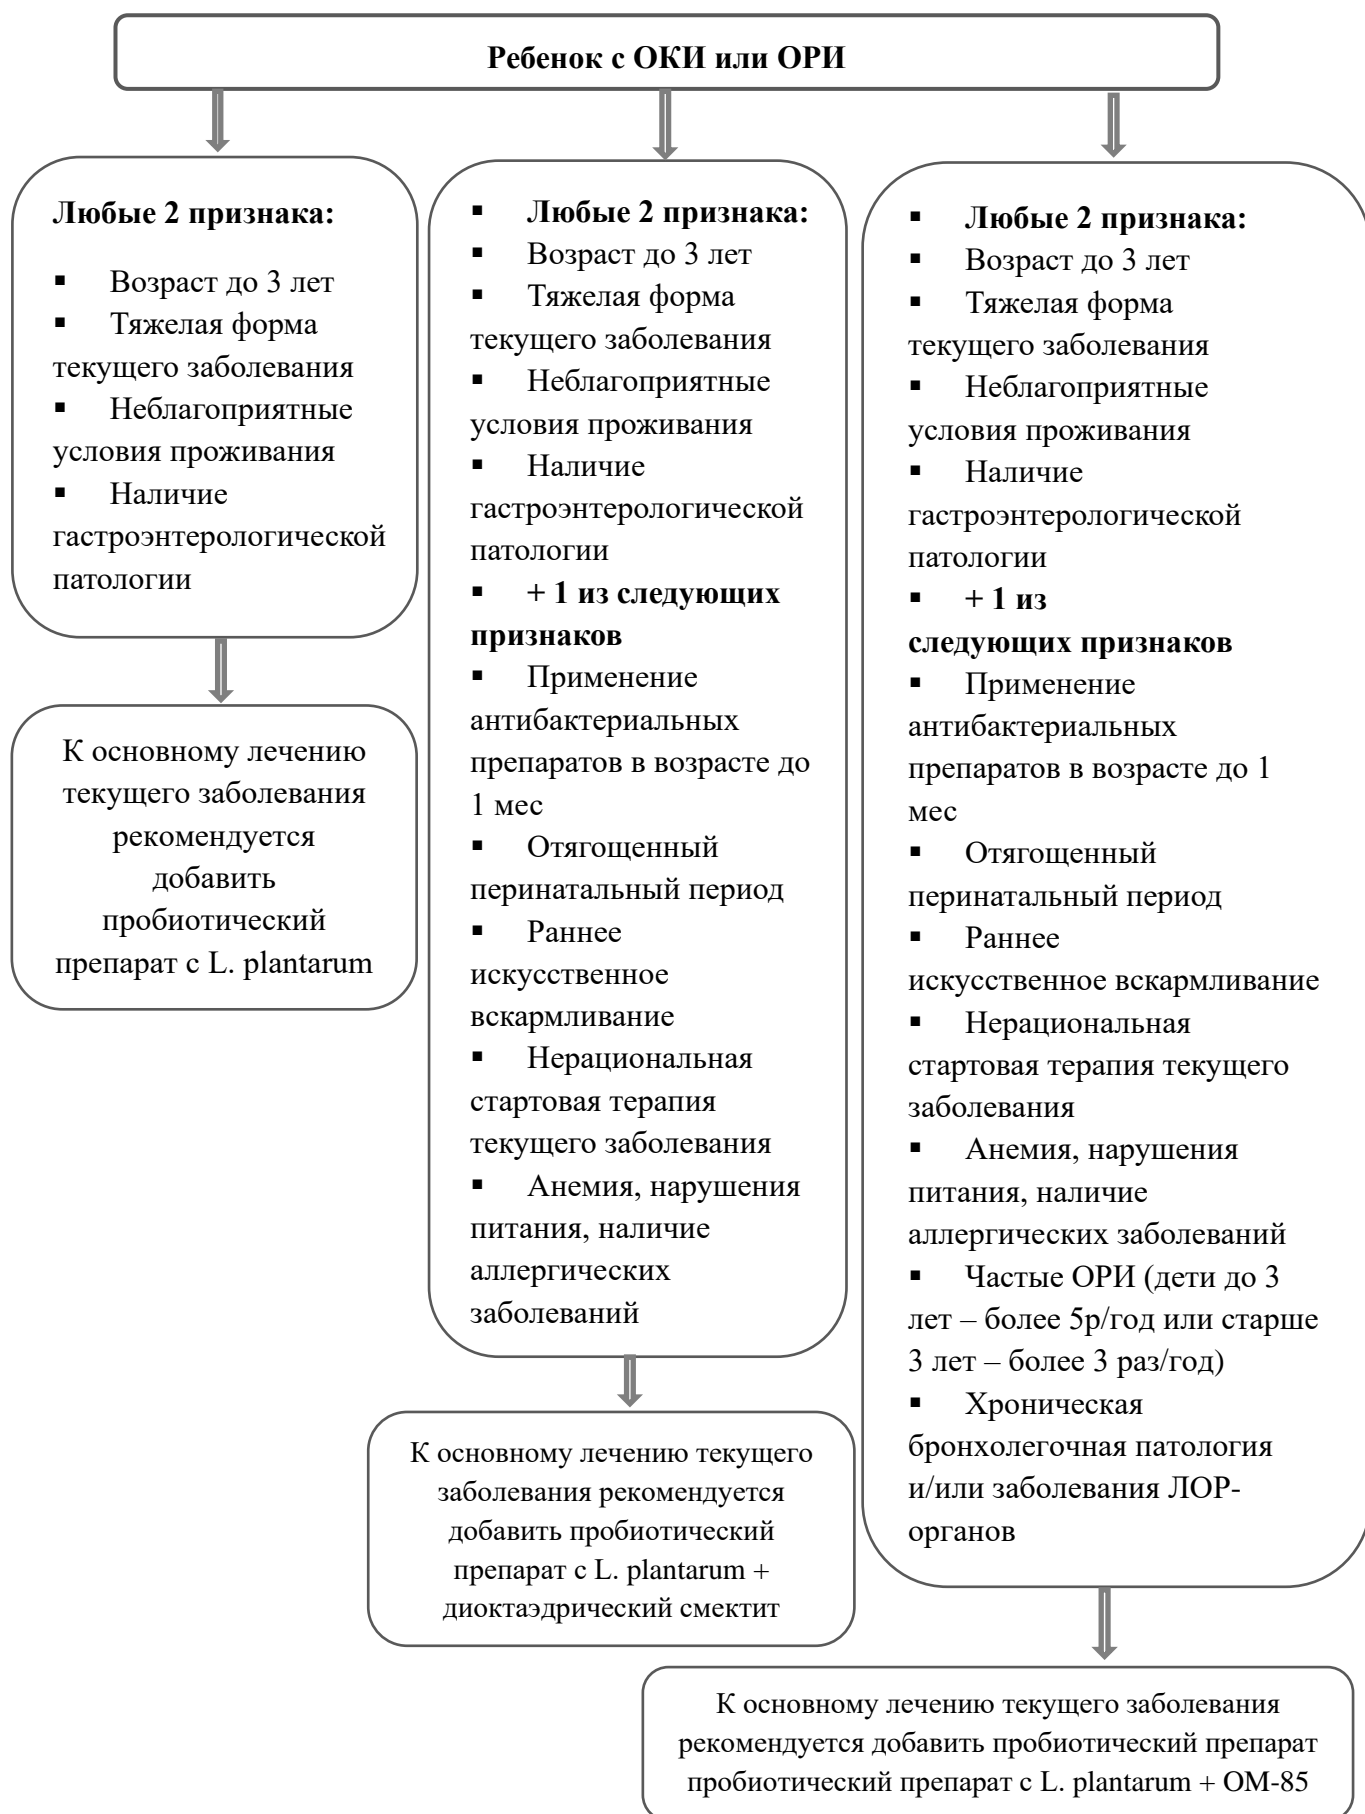 Ребенок с ОКИ или ОРИ
Любые 2 признака:
▪ Возраст до 3 лет
▪ Тяжелая форма
текущего заболевания
▪ Неблагоприятные
условия проживания
▪ Наличие
гастроэнтерологической
патологии
К основному лечению
текущего заболевания
рекомендуется
добавить
пробиотический
препарат с L. plantarum
▪ Любые 2 признака:
▪ Возраст до 3 лет
▪ Тяжелая форма
текущего заболевания
▪ Неблагоприятные
условия проживания
▪ Наличие
гастроэнтерологической
патологии
▪ + 1 из следующих
признаков
▪ Применение
антибактериальных
препаратов в возрасте до
1 мес
▪ Отягощенный
перинатальный период
▪ Раннее
искусственное
вскармливание
▪ Нерациональная
стартовая терапия
текущего заболевания
▪ Анемия, нарушения
питания, наличие
аллергических
заболеваний
К основному лечению текущего
заболевания рекомендуется
добавить пробиотический
препарат с L. plantarum +
диоктаэдрический смектит
▪ Любые 2 признака:
▪ Возраст до 3 лет
▪ Тяжелая форма
текущего заболевания
▪ Неблагоприятные
условия проживания
▪ Наличие
гастроэнтерологической
патологии
▪ + 1 из
следующих признаков
▪ Применение
антибактериальных
препаратов в возрасте до 1
мес
▪ Отягощенный
перинатальный период
▪ Раннее
искусственное вскармливание
▪ Нерациональная
стартовая терапия текущего
заболевания
▪ Анемия, нарушения
питания, наличие
аллергических заболеваний
▪ Частые ОРИ (дети до 3
лет – более 5р/год или старше
3 лет – более 3 раз/год)
▪ Хроническая
бронхолегочная патология
и/или заболевания ЛОР-
органов
К основному лечению текущего заболевания
рекомендуется добавить пробиотический препарат
пробиотический препарат с L. plantarum + ОМ-85